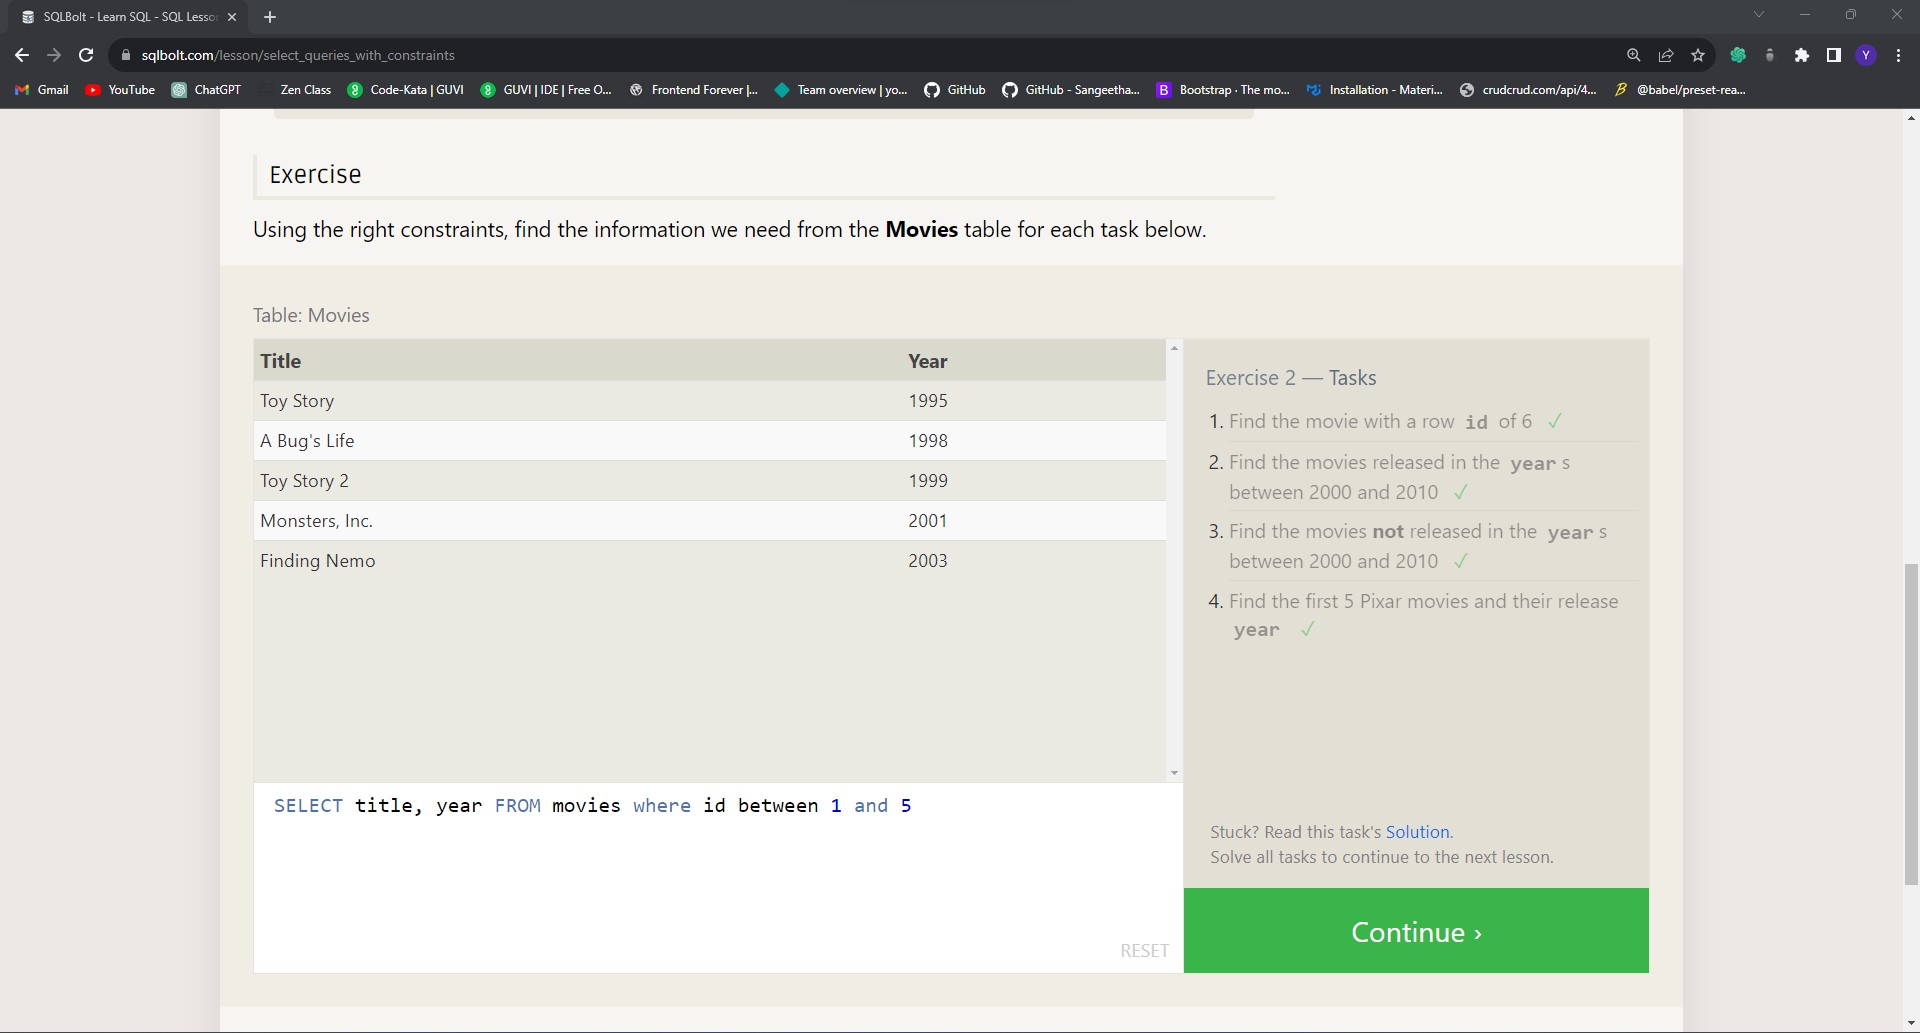 SQLBolt - Learn SQL - SQL Lesso
sqlbolt.com/lesson/select_queries_with_constraints
Y
Gmail YouTube ChatGPT Zen Class Code-Kata | GUVI GUVI | IDE | Free O... Frontend Forever |... Team overview | yo... GitHub GitHub - Sangeetha... Bootstrap · The mo... Installation - Materi... crudcrud.com/api/4... @babel/preset-rea...
Exercise
Using the right constraints, find the information we need from the Movies table for each task below.
Table: Movies
Title Year
Toy Story 1995
A Bug's Life 1998
Toy Story 2 1999
Monsters, Inc. 2001
Finding Nemo 2003
SELECT title, year FROM movies where id between 1 and 5
RESET
Exercise 2 — Tasks
1. Find the movie with a row id of 6 ✓
2. Find the movies released in the year s
between 2000 and 2010 ✓
3. Find the movies not released in the year s
between 2000 and 2010 ✓
4. Find the first 5 Pixar movies and their release
year ✓
Stuck? Read this task's Solution.
Solve all tasks to continue to the next lesson.
Continue ›